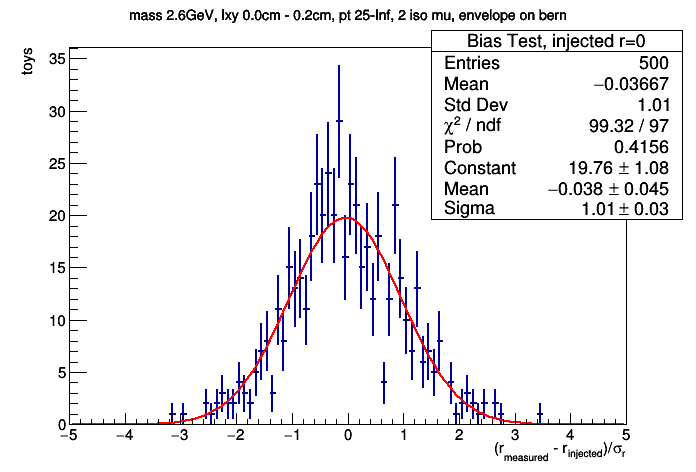 mass 2.6GeV, lxy 0.0cm - 0.2cm, pt 25-Inf, 2 iso mu, envelope on bern
toys
Bias Test, injected r=0
Entries 500
Mean −0.03667
Std Dev 1.01
χ² / ndf 99.32 / 97
Prob 0.4156
Constant 19.76 ± 1.08
Mean −0.038 ± 0.045
Sigma 1.01 ± 0.03
35
30
25
20
15
10
5
0
−5 −4 −3 −2 −1 0 1 2 3 4 5
(r_measured - r_injected)/σ_r